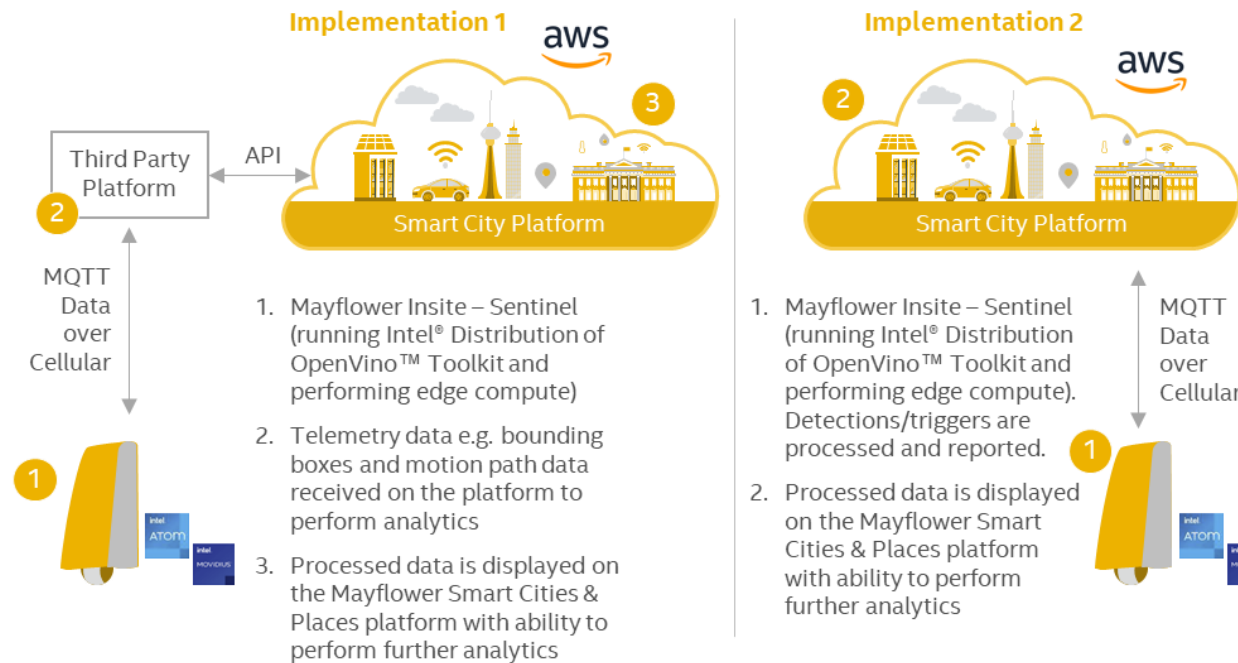 Implementation 1
aws
3
Third Party
Platform
2
API
Smart City Platform
MQTT
Data
over
Cellular
1
intel
ATOM
intel
MOVIDIUS
1. Mayflower Insite – Sentinel
(running Intel® Distribution of
OpenVino™ Toolkit and
performing edge compute)
2. Telemetry data e.g. bounding
boxes and motion path data
received on the platform to
perform analytics
3. Processed data is displayed on
the Mayflower Smart Cities &
Places platform with ability to
perform further analytics
Implementation 2
aws
2
Smart City Platform
1. Mayflower Insite – Sentinel
(running Intel® Distribution
of OpenVino™ Toolkit and
performing edge compute).
Detections/triggers are
processed and reported.
2. Processed data is displayed
on the Mayflower Smart
Cities & Places platform
with ability to perform
further analytics
MQTT
Data
over
Cellular
1
intel
ATOM
intel